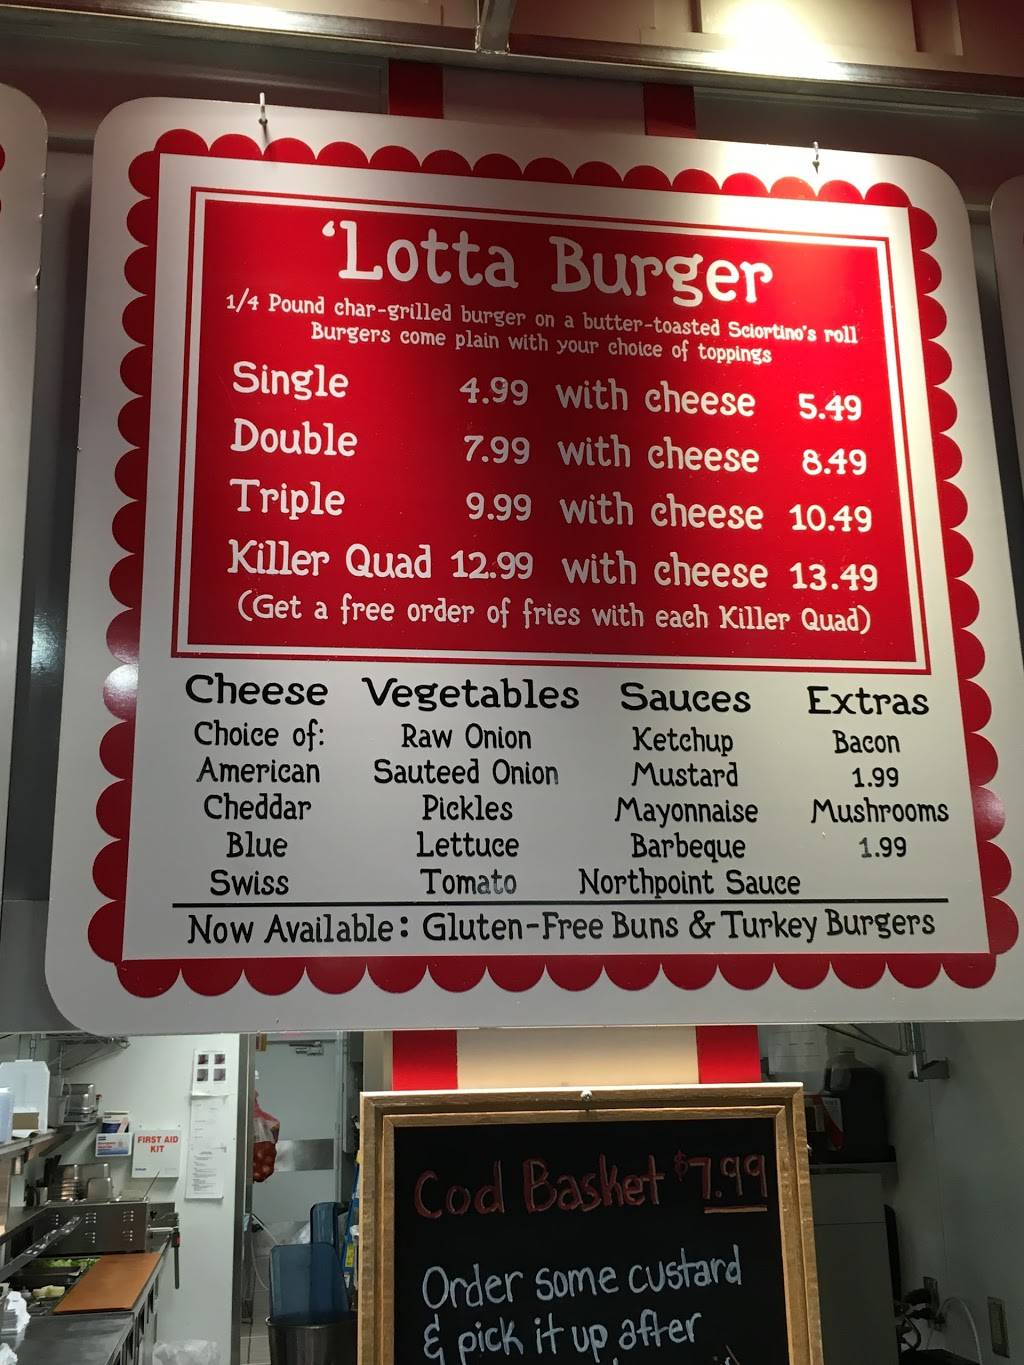 ‘Lotta Burger
1/4 Pound char-grilled burger on a butter-toasted Sciortino's roll
Burgers come plain with your choice of toppings
Single 4.99 with cheese 5.49
Double 7.99 with cheese 8.49
Triple 9.99 with cheese 10.49
Killer Quad 12.99 with cheese 13.49
(Get a free order of fries with each Killer Quad)
Cheese Vegetables Sauces Extras
Choice of: Raw Onion Ketchup Bacon
American Sauteed Onion Mustard 1.99
Cheddar Pickles Mayonnaise Mushrooms
Blue Lettuce Barbeque 1.99
Swiss Tomato Northpoint Sauce
Now Available: Gluten-Free Buns & Turkey Burgers
FIRST AID
KIT
Cod Basket $7.99
Order some custard
& pick it up after